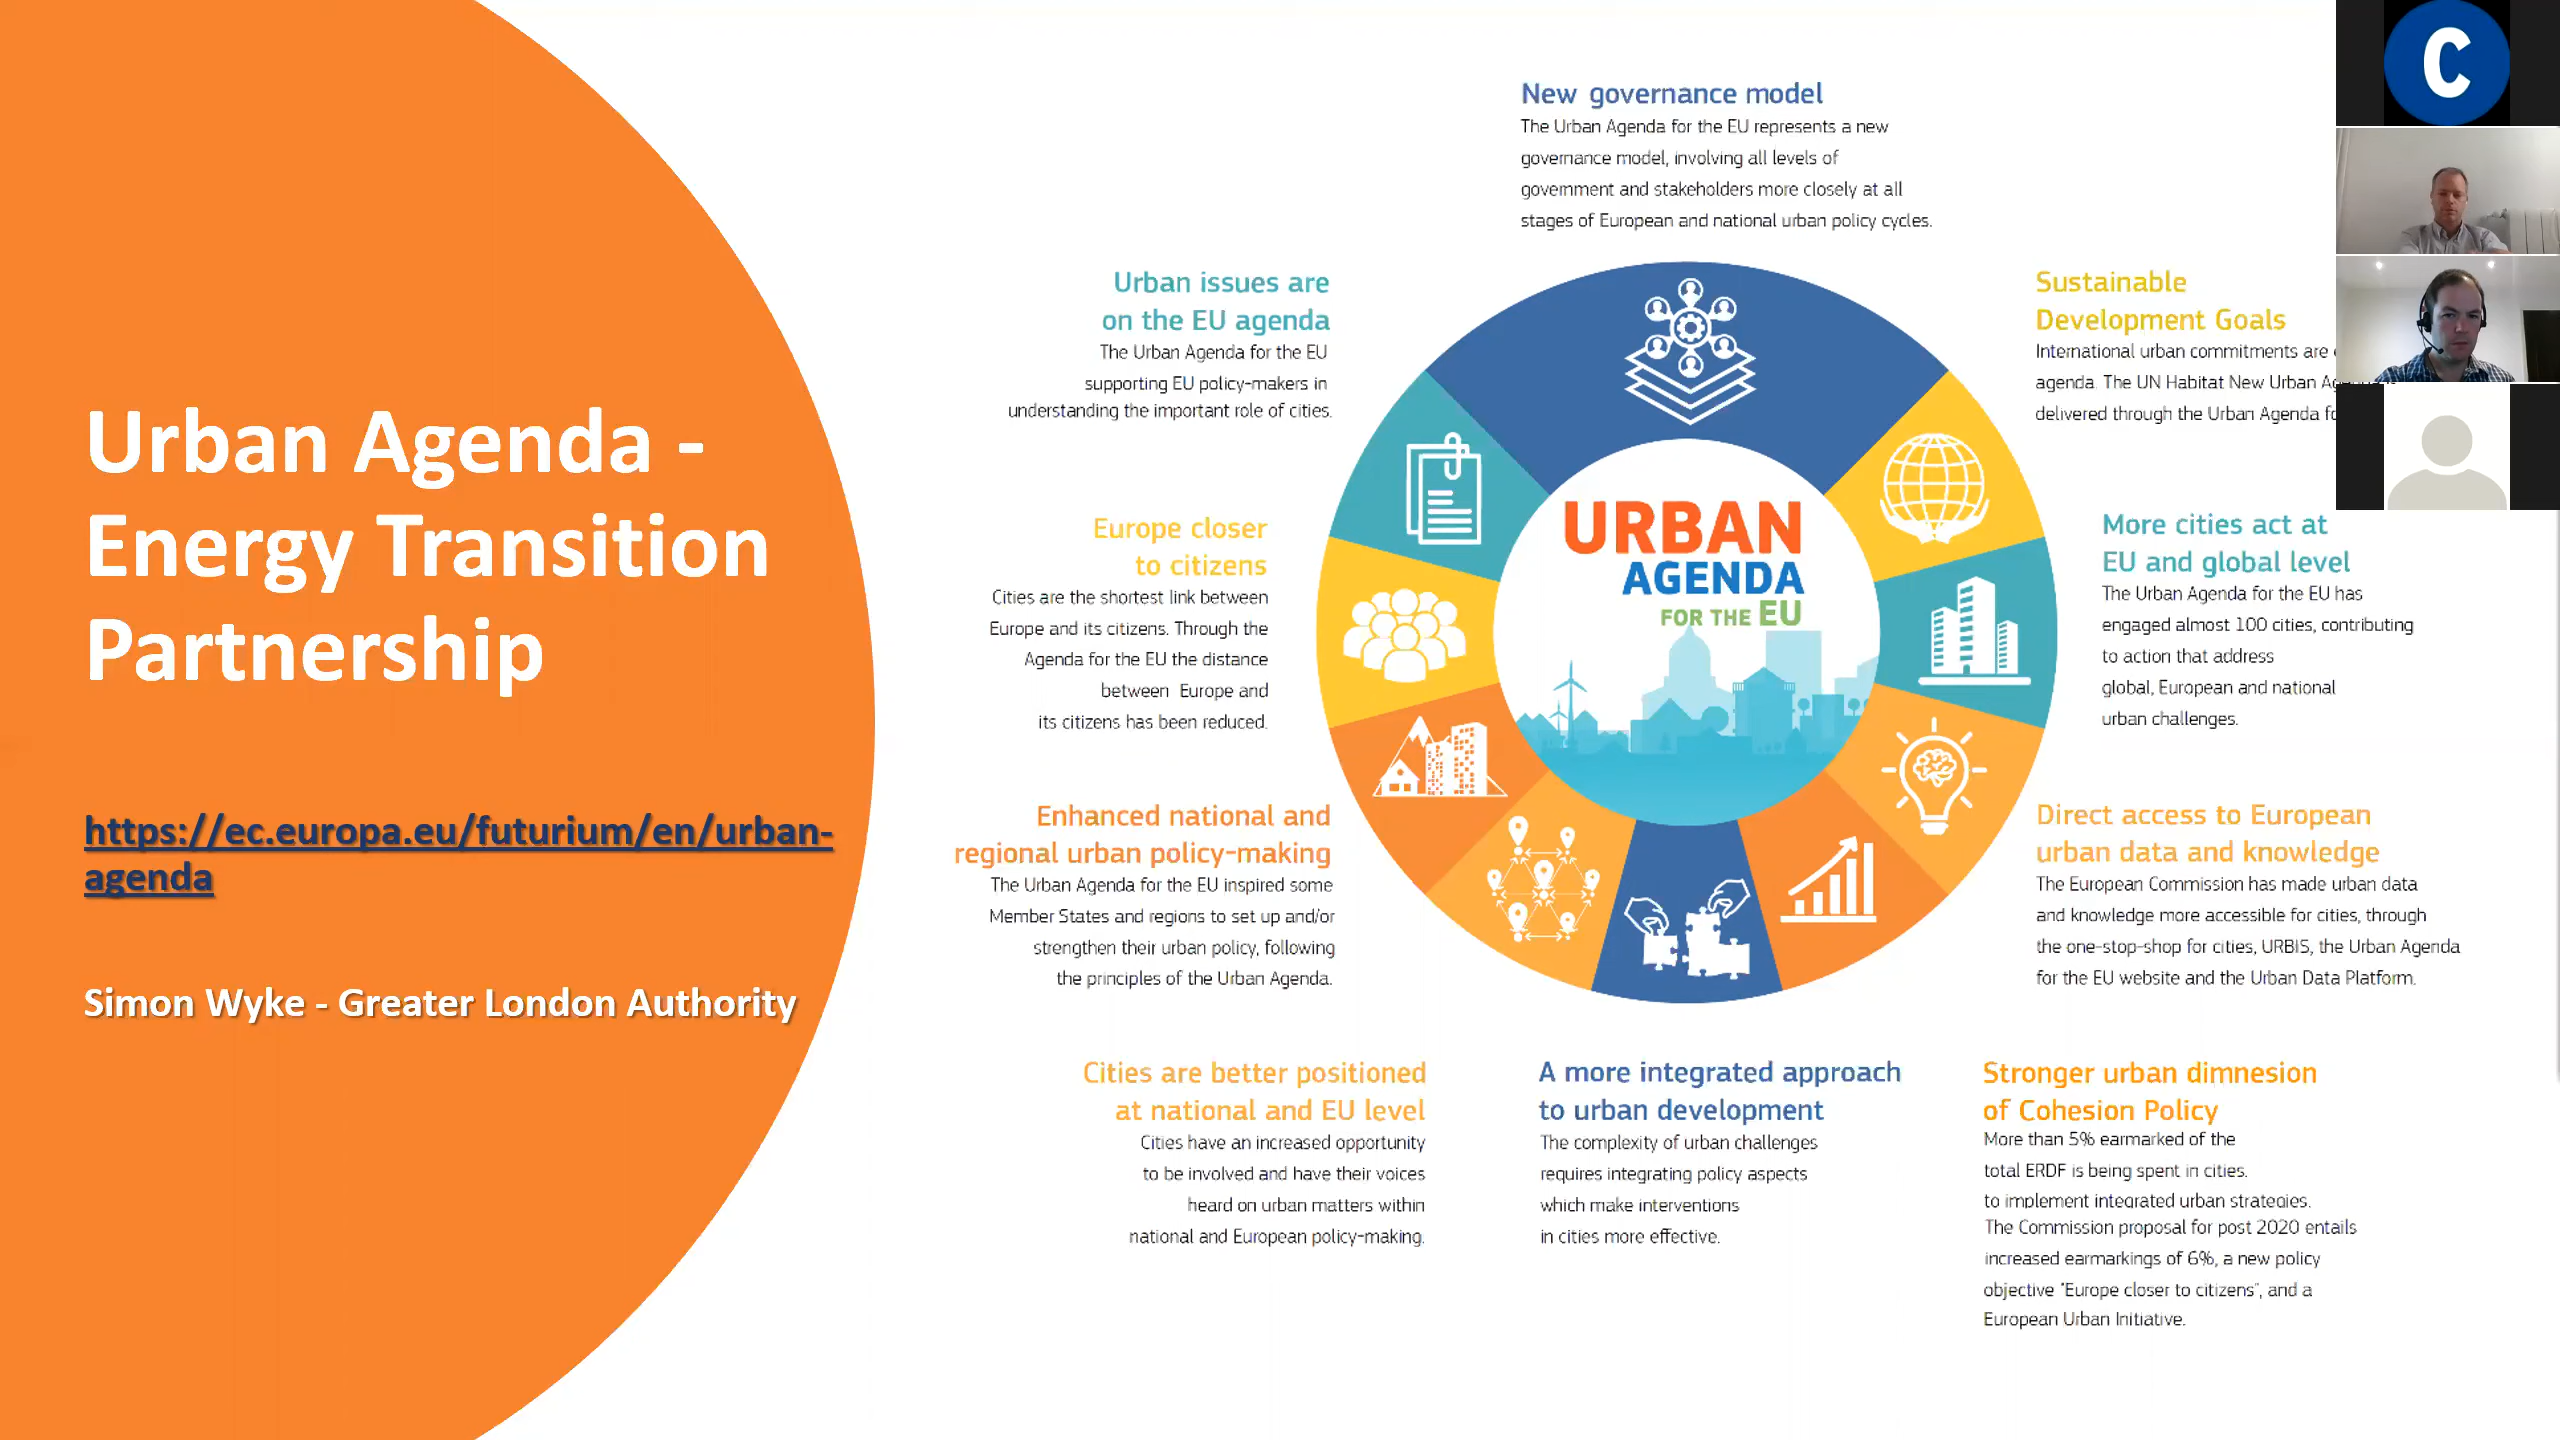 Urban Agenda -
Energy Transition
Partnership
https://ec.europa.eu/futurium/en/urban-
agenda
Simon Wyke - Greater London Authority
New governance model
The Urban Agenda for the EU represents a new
governance model, involving all levels of
government and stakeholders more closely at all
stages of European and national urban policy cycles.
Urban issues are
on the EU agenda
The Urban Agenda for the EU
supporting EU policy-makers in
understanding the important role of cities.
Europe closer
to citizens
Cities are the shortest link between
Europe and its citizens. Through the
Agenda for the EU the distance
between Europe and
its citizens has been reduced.
Enhanced national and
regional urban policy-making
The Urban Agenda for the EU inspired some
Member States and regions to set up and/or
strengthen their urban policy, following
the principles of the Urban Agenda.
Cities are better positioned
at national and EU level
Cities have an increased opportunity
to be involved and have their voices
heard on urban matters within
national and European policy-making.
URBAN
AGENDA
FOR THE EU
A more integrated approach
to urban development
The complexity of urban challenges
requires integrating policy aspects
which make interventions
in cities more effective.
Sustainable
Development Goals
International urban commitments are
agenda. The UN Habitat New Urban
delivered through the Urban Agenda
More cities act at
EU and global level
The Urban Agenda for the EU has
engaged almost 100 cities, contributing
to action that address
global, European and national
urban challenges.
Direct access to European
urban data and knowledge
The European Commission has made urban data
and knowledge more accessible for cities, through
the one-stop-shop for cities, URBIS, the Urban Agenda
for the EU website and the Urban Data Platform.
Stronger urban dimnesion
of Cohesion Policy
More than 5% earmarked of the
total ERDF is being spent in cities.
to implement integrated urban strategies.
The Commission proposal for post 2020 entails
increased earmarkings of 6%, a new policy
objective "Europe closer to citizens", and a
European Urban Initiative.
C